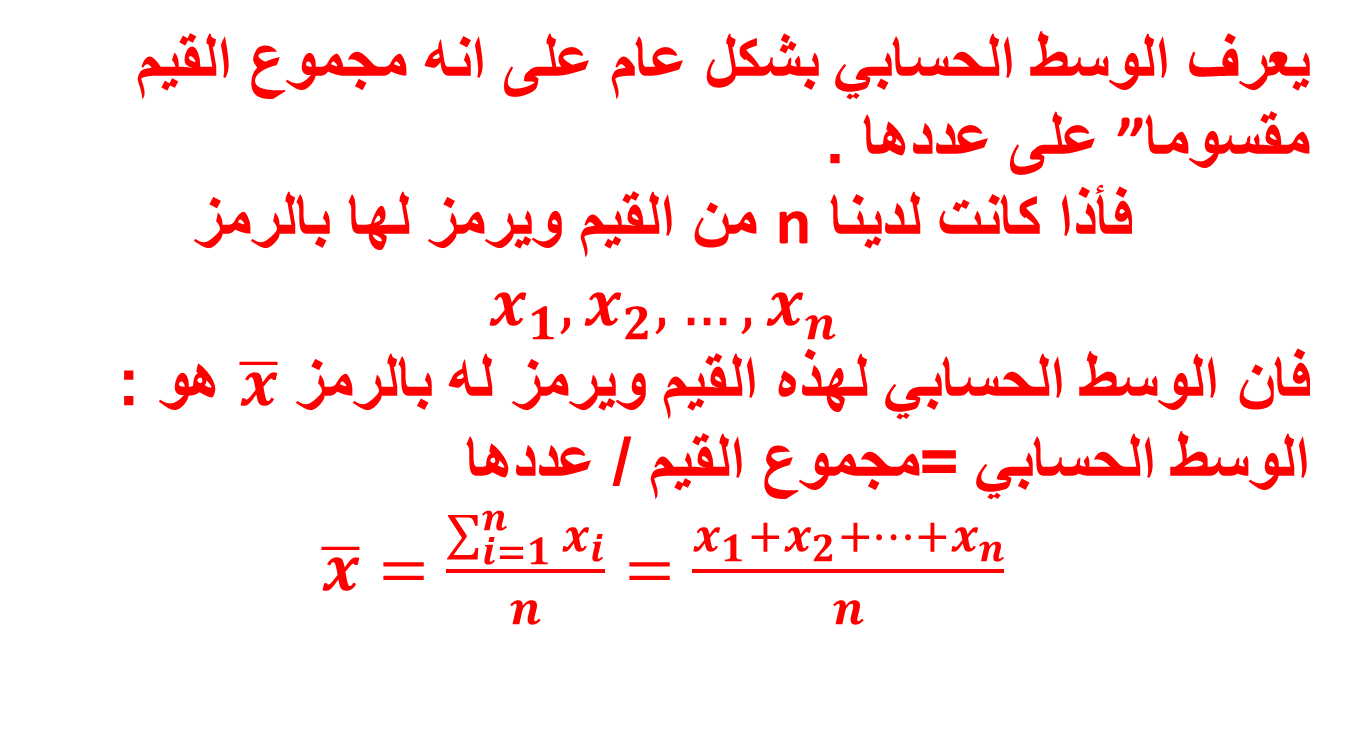 يعرف الوسط الحسابي بشكل عام على انه مجموع القيم
مقسوما” على عددها .
فأذا كانت لدينا n من القيم ويرمز لها بالرمز
x₁, x₂, … , xₙ
فان الوسط الحسابي لهذه القيم ويرمز له بالرمز x̅ هو :
الوسط الحسابي =مجموع القيم / عددها
x̅ = (∑ⁿᵢ₌₁ xᵢ)/n = (x₁+x₂+⋯+xₙ)/n